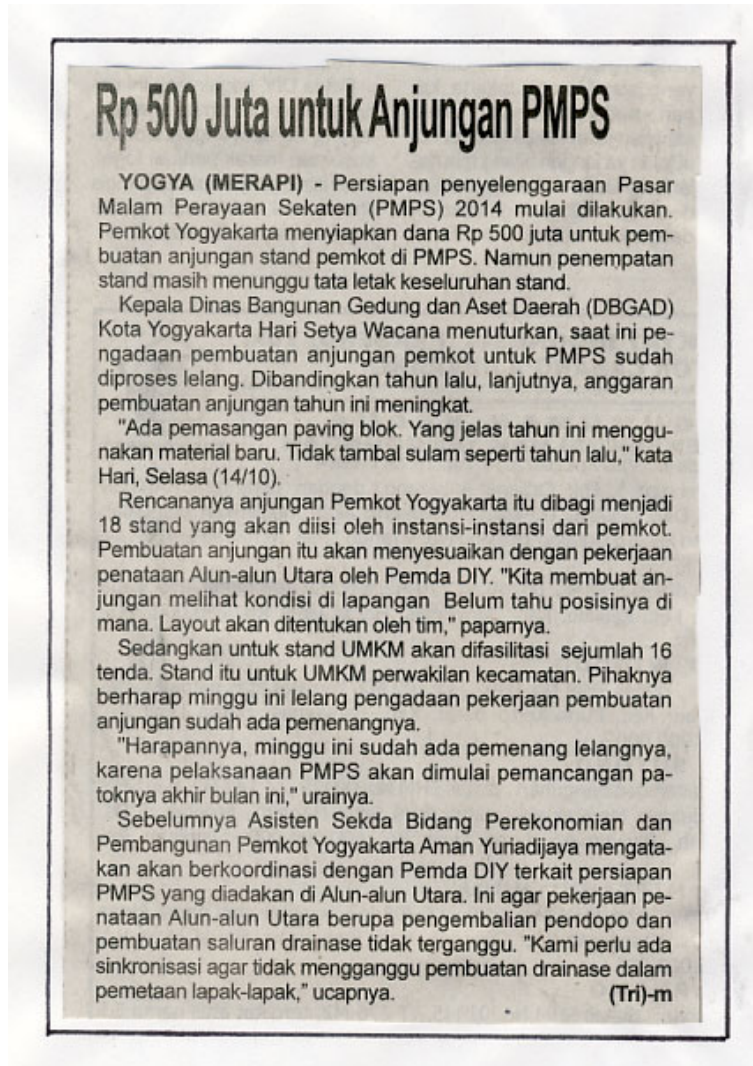 Rp 500 Juta untuk Anjungan PMPS
YOGYA (MERAPI) - Persiapan penyelenggaraan Pasar
Malam Perayaan Sekaten (PMPS) 2014 mulai dilakukan.
Pemkot Yogyakarta menyiapkan dana Rp 500 juta untuk pem-
buatan anjungan stand pemkot di PMPS. Namun penempatan
stand masih menunggu tata letak keseluruhan stand.
Kepala Dinas Bangunan Gedung dan Aset Daerah (DBGAD)
Kota Yogyakarta Hari Setya Wacana menuturkan, saat ini pe-
ngadaan pembuatan anjungan pemkot untuk PMPS sudah
diproses lelang. Dibandingkan tahun lalu, lanjutnya, anggaran
pembuatan anjungan tahun ini meningkat.
"Ada pemasangan paving blok. Yang jelas tahun ini menggu-
nakan material baru. Tidak tambal sulam seperti tahun lalu," kata
Hari, Selasa (14/10).
Rencananya anjungan Pemkot Yogyakarta itu dibagi menjadi
18 stand yang akan diisi oleh instansi-instansi dari pemkot.
Pembuatan anjungan itu akan menyesuaikan dengan pekerjaan
penataan Alun-alun Utara oleh Pemda DIY. "Kita membuat an-
jungan melihat kondisi di lapangan Belum tahu posisinya di
mana. Layout akan ditentukan oleh tim," paparnya.
Sedangkan untuk stand UMKM akan difasilitasi sejumlah 16
tenda. Stand itu untuk UMKM perwakilan kecamatan. Pihaknya
berharap minggu ini lelang pengadaan pekerjaan pembuatan
anjungan sudah ada pemenangnya.
"Harapannya, minggu ini sudah ada pemenang lelangnya,
karena pelaksanaan PMPS akan dimulai pemancangan pa-
toknya akhir bulan ini," urainya.
Sebelumnya Asisten Sekda Bidang Perekonomian dan
Pembangunan Pemkot Yogyakarta Aman Yuriadijaya mengata-
kan akan berkoordinasi dengan Pemda DIY terkait persiapan
PMPS yang diadakan di Alun-alun Utara. Ini agar pekerjaan pe-
nataan Alun-alun Utara berupa pengembalian pendopo dan
pembuatan saluran drainase tidak terganggu. "Kami perlu ada
sinkronisasi agar tidak mengganggu pembuatan drainase dalam
pemetaan lapak-lapak," ucapnya. (Tri)-m